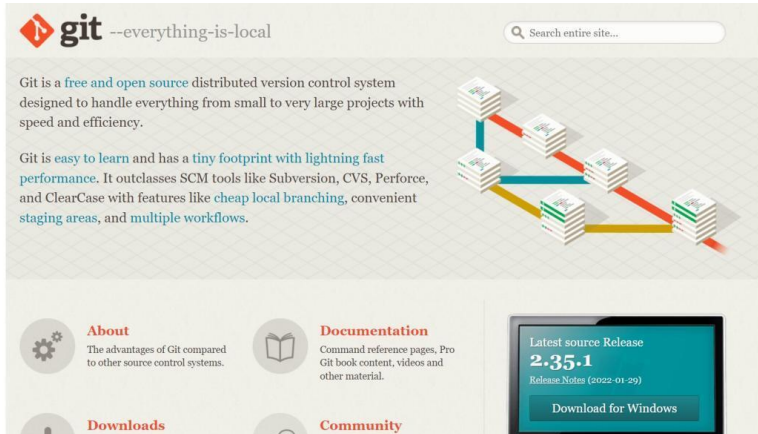 git --everything-is-local
Search entire site...
Git is a free and open source distributed version control system
designed to handle everything from small to very large projects with
speed and efficiency.
Git is easy to learn and has a tiny footprint with lightning fast
performance. It outclasses SCM tools like Subversion, CVS, Perforce,
and ClearCase with features like cheap local branching, convenient
staging areas, and multiple workflows.
About
The advantages of Git compared
to other source control systems.
Documentation
Command reference pages, Pro
Git book content, videos and
other material.
Downloads
Community
Latest source Release
2.35.1
Release Notes (2022-01-29)
Download for Windows